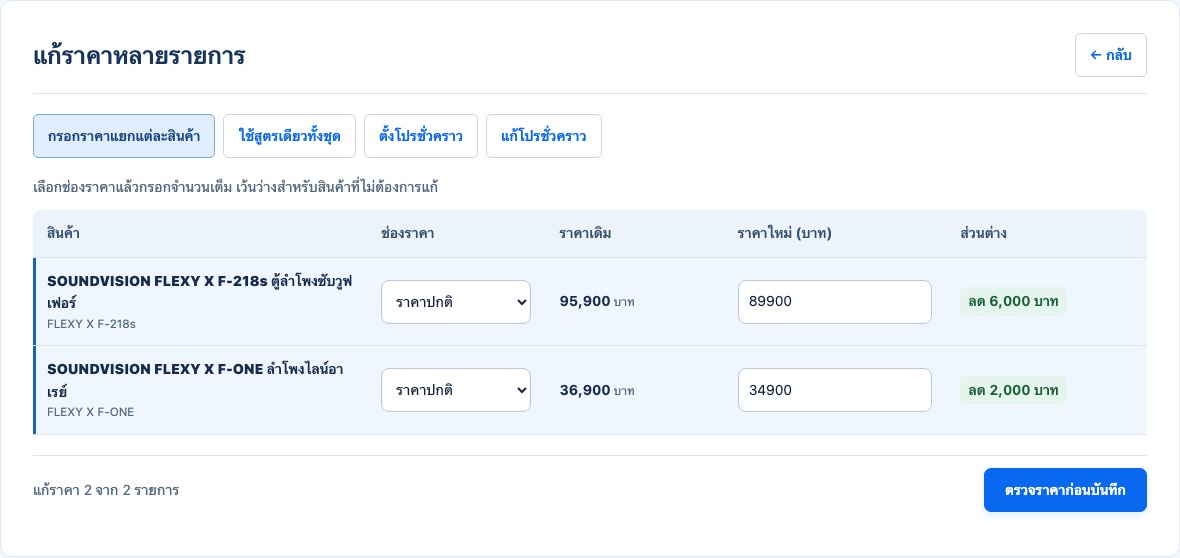 แก้ราคาหลายรายการ
← กลับ
กรอกราคาแยกแต่ละสินค้า
ใช้สูตรเดียวทั้งชุด
ตั้งโปรชั่วคราว
แก้โปรชั่วคราว
เลือกช่องราคาแล้วกรอกจำนวนเต็ม เว้นว่างสำหรับสินค้าที่ไม่ต้องการแก้
สินค้า ช่องราคา ราคาเดิม ราคาใหม่ (บาท) ส่วนต่าง
SOUNDVISION FLEXY X F-218s ตู้ลำโพงซับวูฟ
เฟอร์
FLEXY X F-218s
ราคาปกติ
95,900 บาท
89900
ลด 6,000 บาท
SOUNDVISION FLEXY X F-ONE ลำโพงไลน์อา
เรย์
FLEXY X F-ONE
ราคาปกติ
36,900 บาท
34900
ลด 2,000 บาท
แก้ราคา 2 จาก 2 รายการ
ตรวจราคาก่อนบันทึก